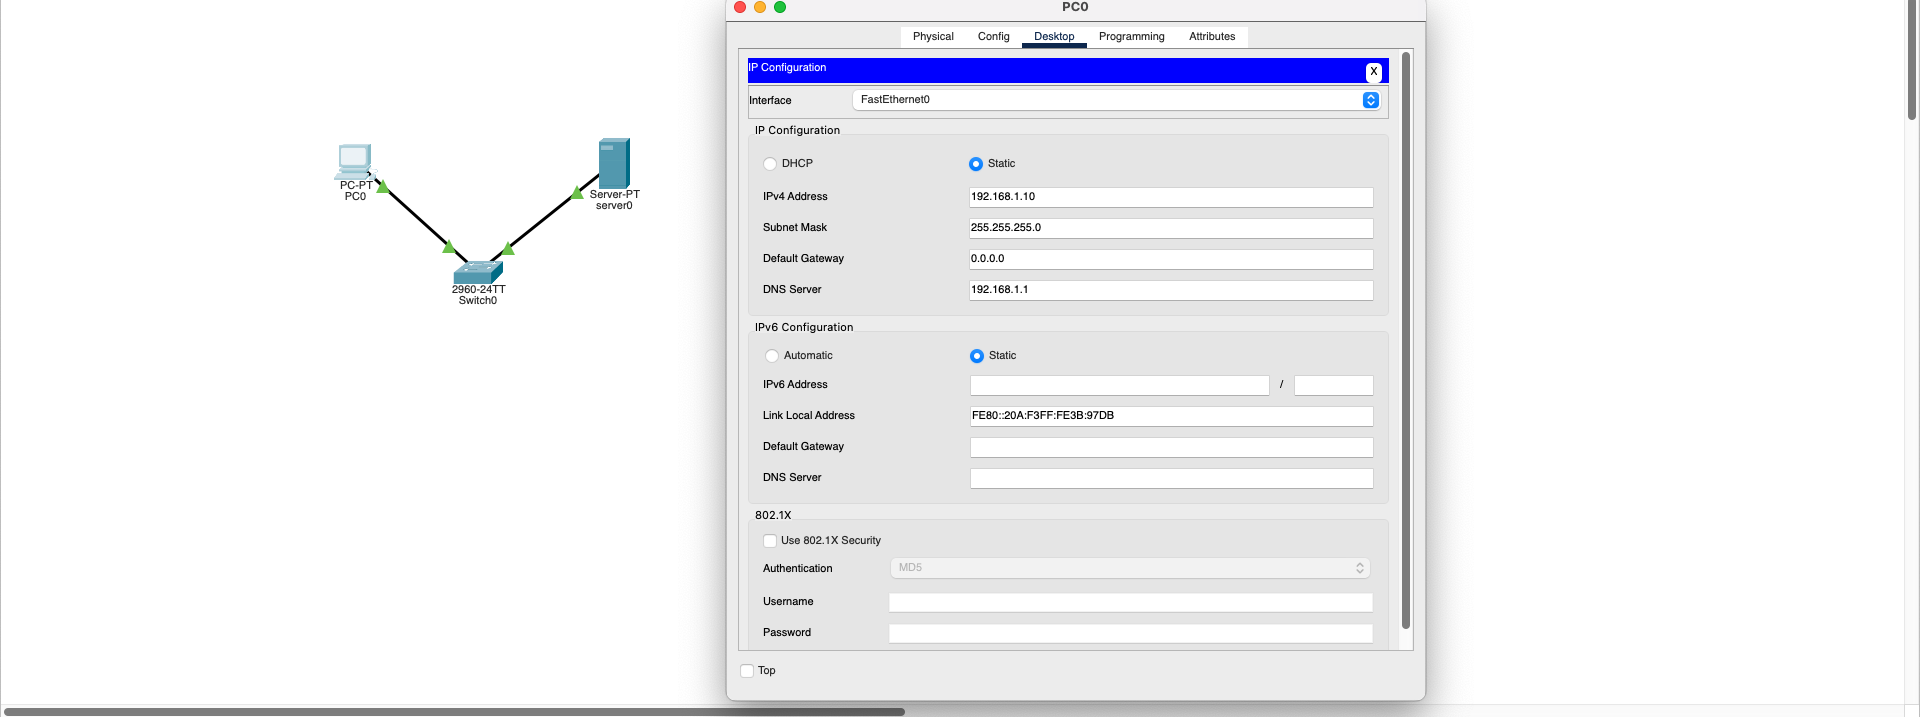 PC-PT
PC0
Server-PT
server0
2960-24TT
Switch0
PC0
Physical Config Desktop Programming Attributes
IP Configuration X
Interface FastEthernet0
IP Configuration
DHCP Static
IPv4 Address 192.168.1.10
Subnet Mask 255.255.255.0
Default Gateway 0.0.0.0
DNS Server 192.168.1.1
IPv6 Configuration
Automatic Static
IPv6 Address /
Link Local Address FE80::20A:F3FF:FE3B:97DB
Default Gateway
DNS Server
802.1X
Use 802.1X Security
Authentication MD5
Username
Password
Top